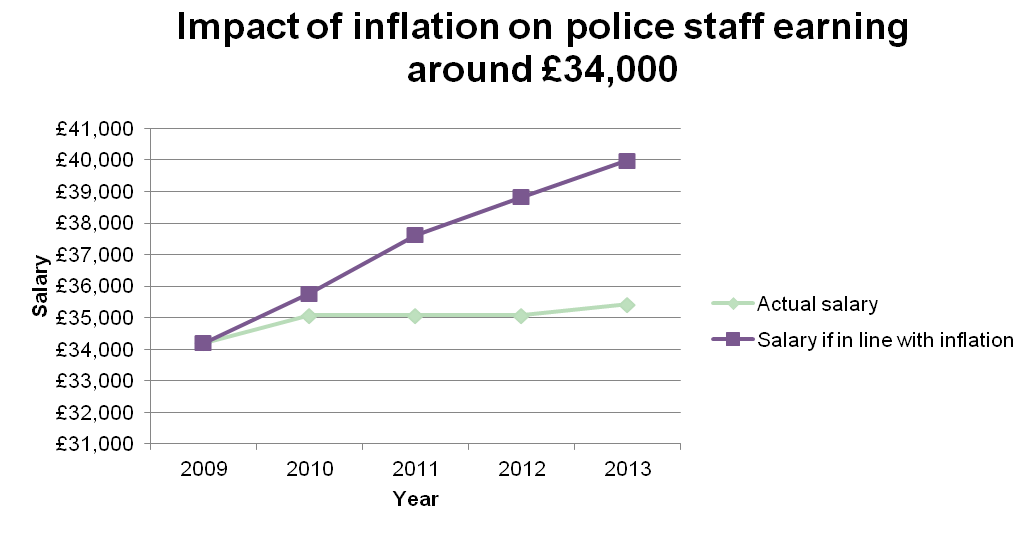 Impact of inflation on police staff earning
around £34,000
£41,000
£40,000
£39,000
£38,000
£37,000
£36,000
£35,000
£34,000
£33,000
£32,000
£31,000
Salary
2009 2010 2011 2012 2013
Year
Actual salary
Salary if in line with inflation